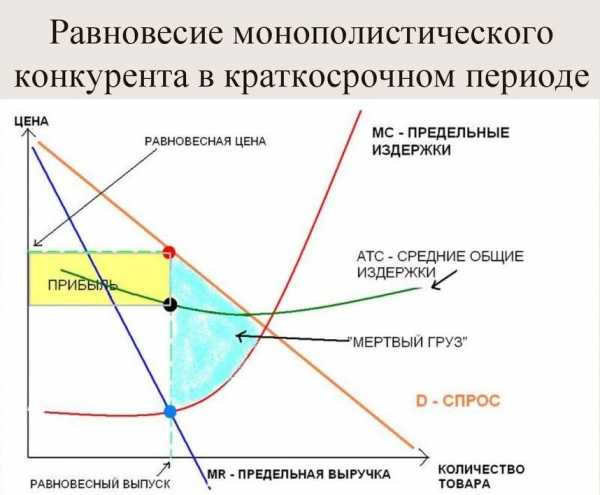 Равновесие монополистического
конкурента в краткосрочном периоде
ЦЕНА
РАВНОВЕСНАЯ ЦЕНА
MC - ПРЕДЕЛЬНЫЕ
ИЗДЕРЖКИ
ATC - СРЕДНИЕ ОБЩИЕ
ИЗДЕРЖКИ
ПРИБЫЛЬ
"МЕРТВЫЙ ГРУЗ"
D - СПРОС
MR - ПРЕДЕЛЬНАЯ ВЫРУЧКА
КОЛИЧЕСТВО
ТОВАРА
РАВНОВЕСНЫЙ ВЫПУСК